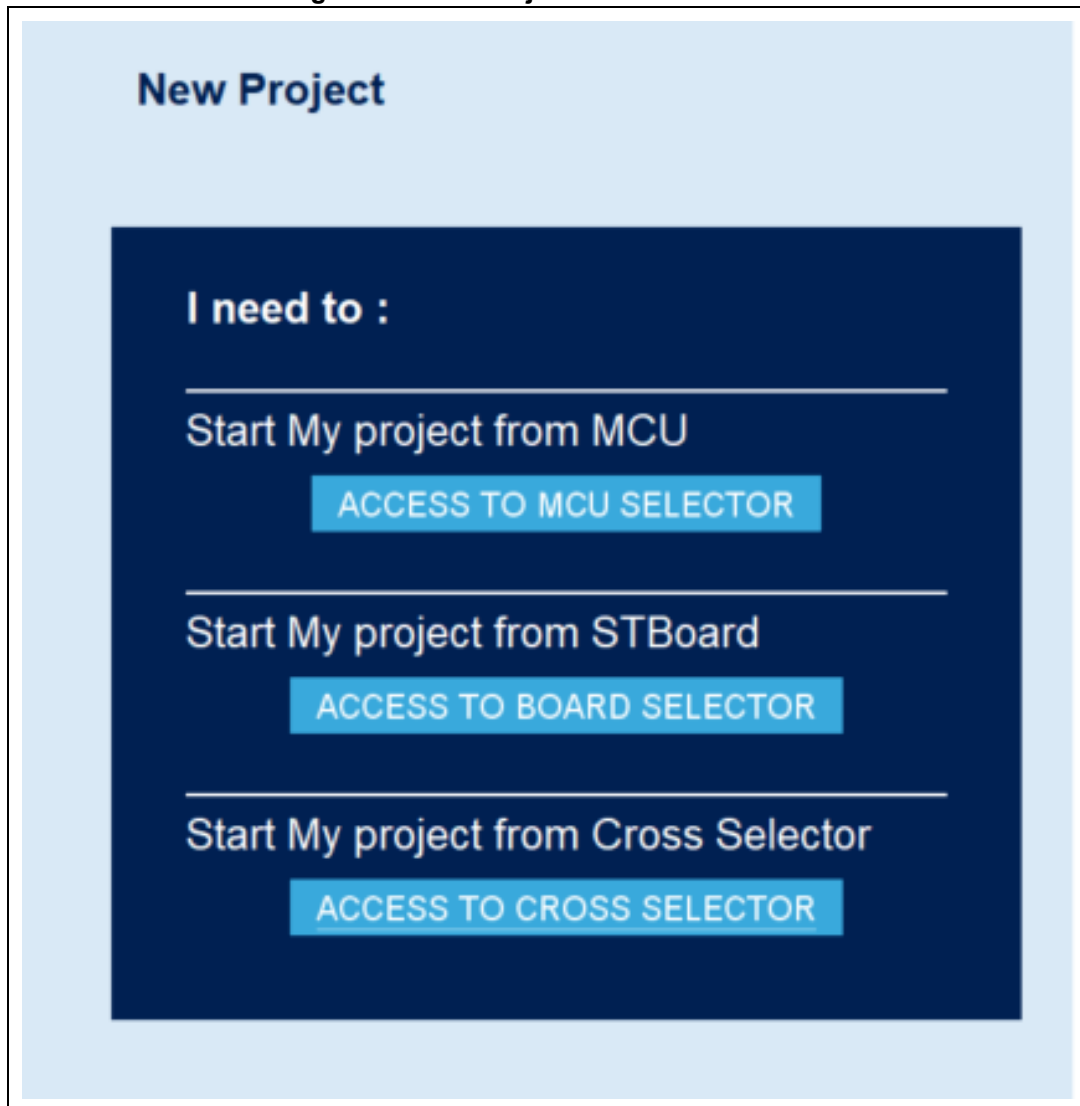 New Project
I need to :
Start My project from MCU
ACCESS TO MCU SELECTOR
Start My project from STBoard
ACCESS TO BOARD SELECTOR
Start My project from Cross Selector
ACCESS TO CROSS SELECTOR